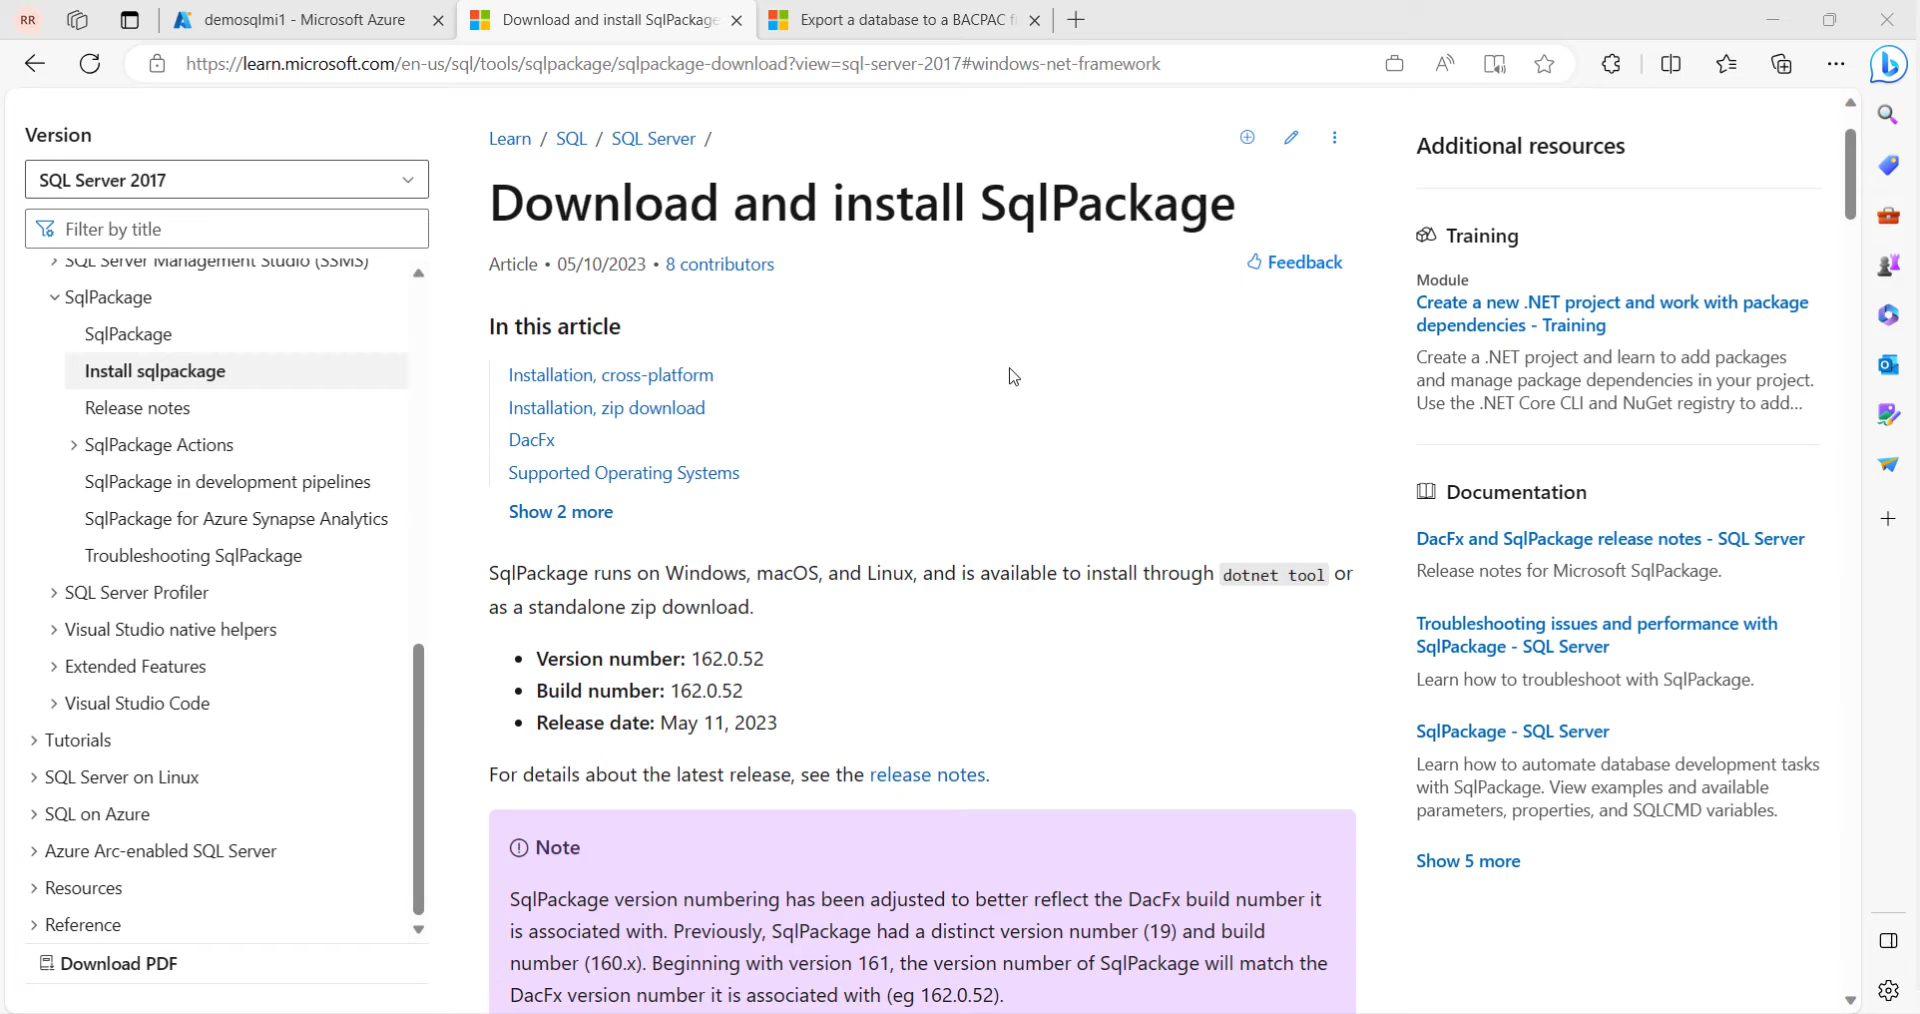 RR
demosqlmi1 - Microsoft Azure
Download and install SqlPackage
Export a database to a BACPAC fi
https://learn.microsoft.com/en-us/sql/tools/sqlpackage/sqlpackage-download?view=sql-server-2017#windows-net-framework
Version
SQL Server 2017
Filter by title
SQL Server Management Studio (SSMS)
SqlPackage
SqlPackage
Install sqlpackage
Release notes
SqlPackage Actions
SqlPackage in development pipelines
SqlPackage for Azure Synapse Analytics
Troubleshooting SqlPackage
SQL Server Profiler
Visual Studio native helpers
Extended Features
Visual Studio Code
Tutorials
SQL Server on Linux
SQL on Azure
Azure Arc-enabled SQL Server
Resources
Reference
Download PDF
Learn / SQL / SQL Server /
Download and install SqlPackage
Article • 05/10/2023 • 8 contributors
Feedback
In this article
Installation, cross-platform
Installation, zip download
DacFx
Supported Operating Systems
Show 2 more
SqlPackage runs on Windows, macOS, and Linux, and is available to install through dotnet tool or
as a standalone zip download.
• Version number: 162.0.52
• Build number: 162.0.52
• Release date: May 11, 2023
For details about the latest release, see the release notes.
Note
SqlPackage version numbering has been adjusted to better reflect the DacFx build number it
is associated with. Previously, SqlPackage had a distinct version number (19) and build
number (160.x). Beginning with version 161, the version number of SqlPackage will match the
DacFx version number it is associated with (eg 162.0.52).
Additional resources
Training
Module
Create a new .NET project and work with package
dependencies - Training
Create a .NET project and learn to add packages
and manage package dependencies in your project.
Use the .NET Core CLI and NuGet registry to add...
Documentation
DacFx and SqlPackage release notes - SQL Server
Release notes for Microsoft SqlPackage.
Troubleshooting issues and performance with
SqlPackage - SQL Server
Learn how to troubleshoot with SqlPackage.
SqlPackage - SQL Server
Learn how to automate database development tasks
with SqlPackage. View examples and available
parameters, properties, and SQLCMD variables.
Show 5 more